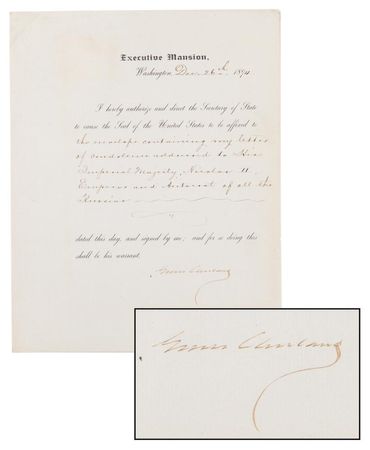 Executive Mansion,
Washington, Dec. 26th, 1894
I hereby authorize and direct the Secretary of State
to cause the Seal of the United States to be affixed to
the envelope containing my letter
of condolence addressed to His
Imperial Majesty, Nicolas II,
Emperor and Autocrat of all the
Russias
dated this day, and signed by me; and for so doing this
shall be his warrant.
Grover Cleveland
Grover Cleveland